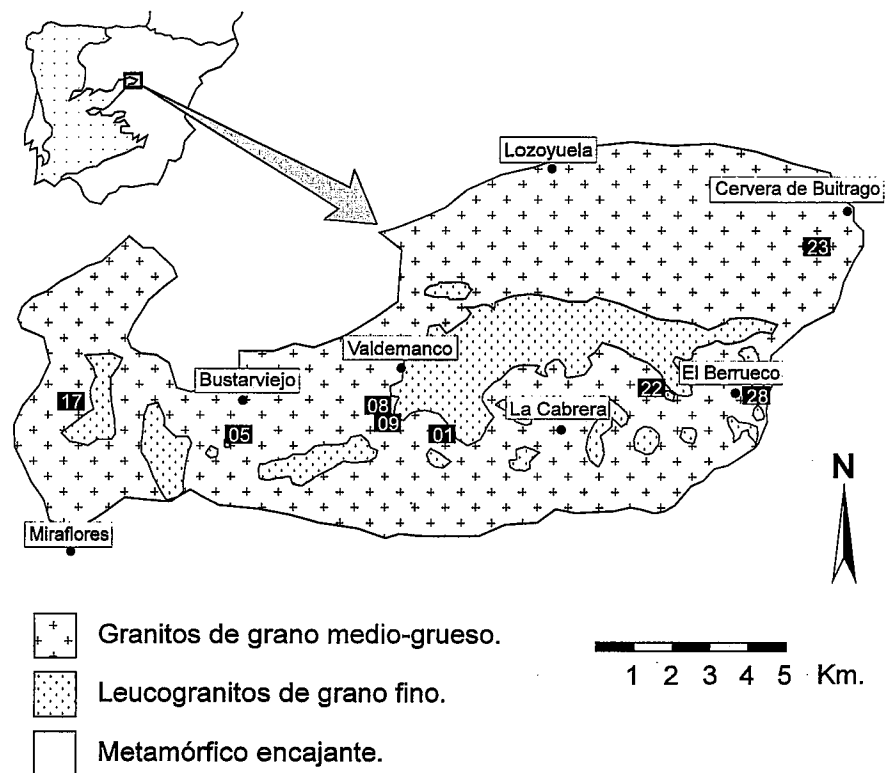 Lozoyuela
Cervera de Buitrago
23
Valdemanco
Bustarviejo
El Berrueco
22
28
17
08
09
La Cabrera
05
01
N
Miraflores
Granitos de grano medio-grueso.
1 2 3 4 5 Km.
Leucogranitos de grano fino.
Metamórfico encajante.